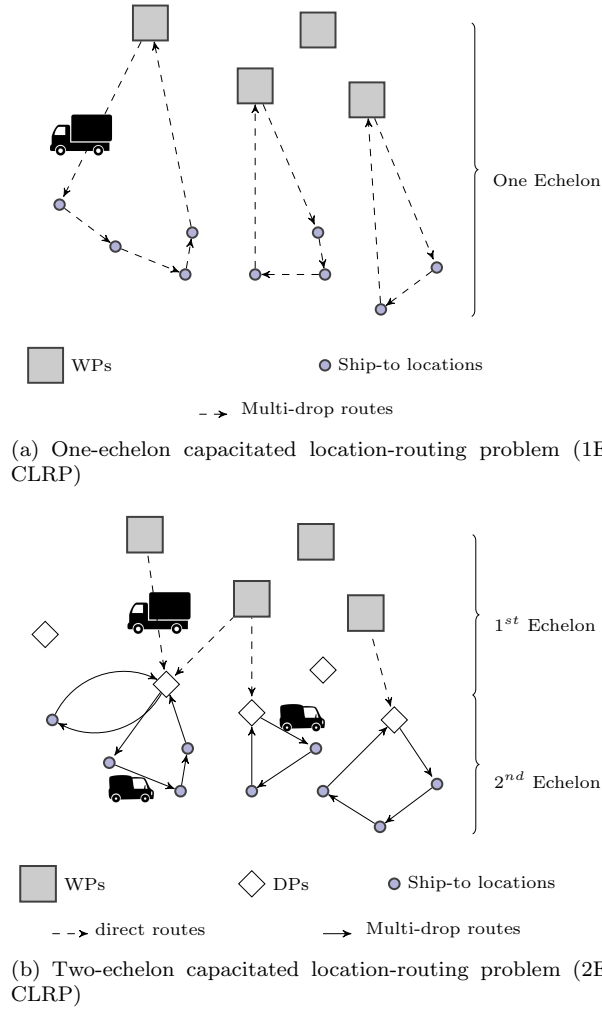 One Echelon
WPs
Ship-to locations
Multi-drop routes
(a) One-echelon capacitated location-routing problem (1E
CLRP)
1st Echelon
2nd Echelon
WPs
DPs
Ship-to locations
direct routes
Multi-drop routes
(b) Two-echelon capacitated location-routing problem (2E
CLRP)